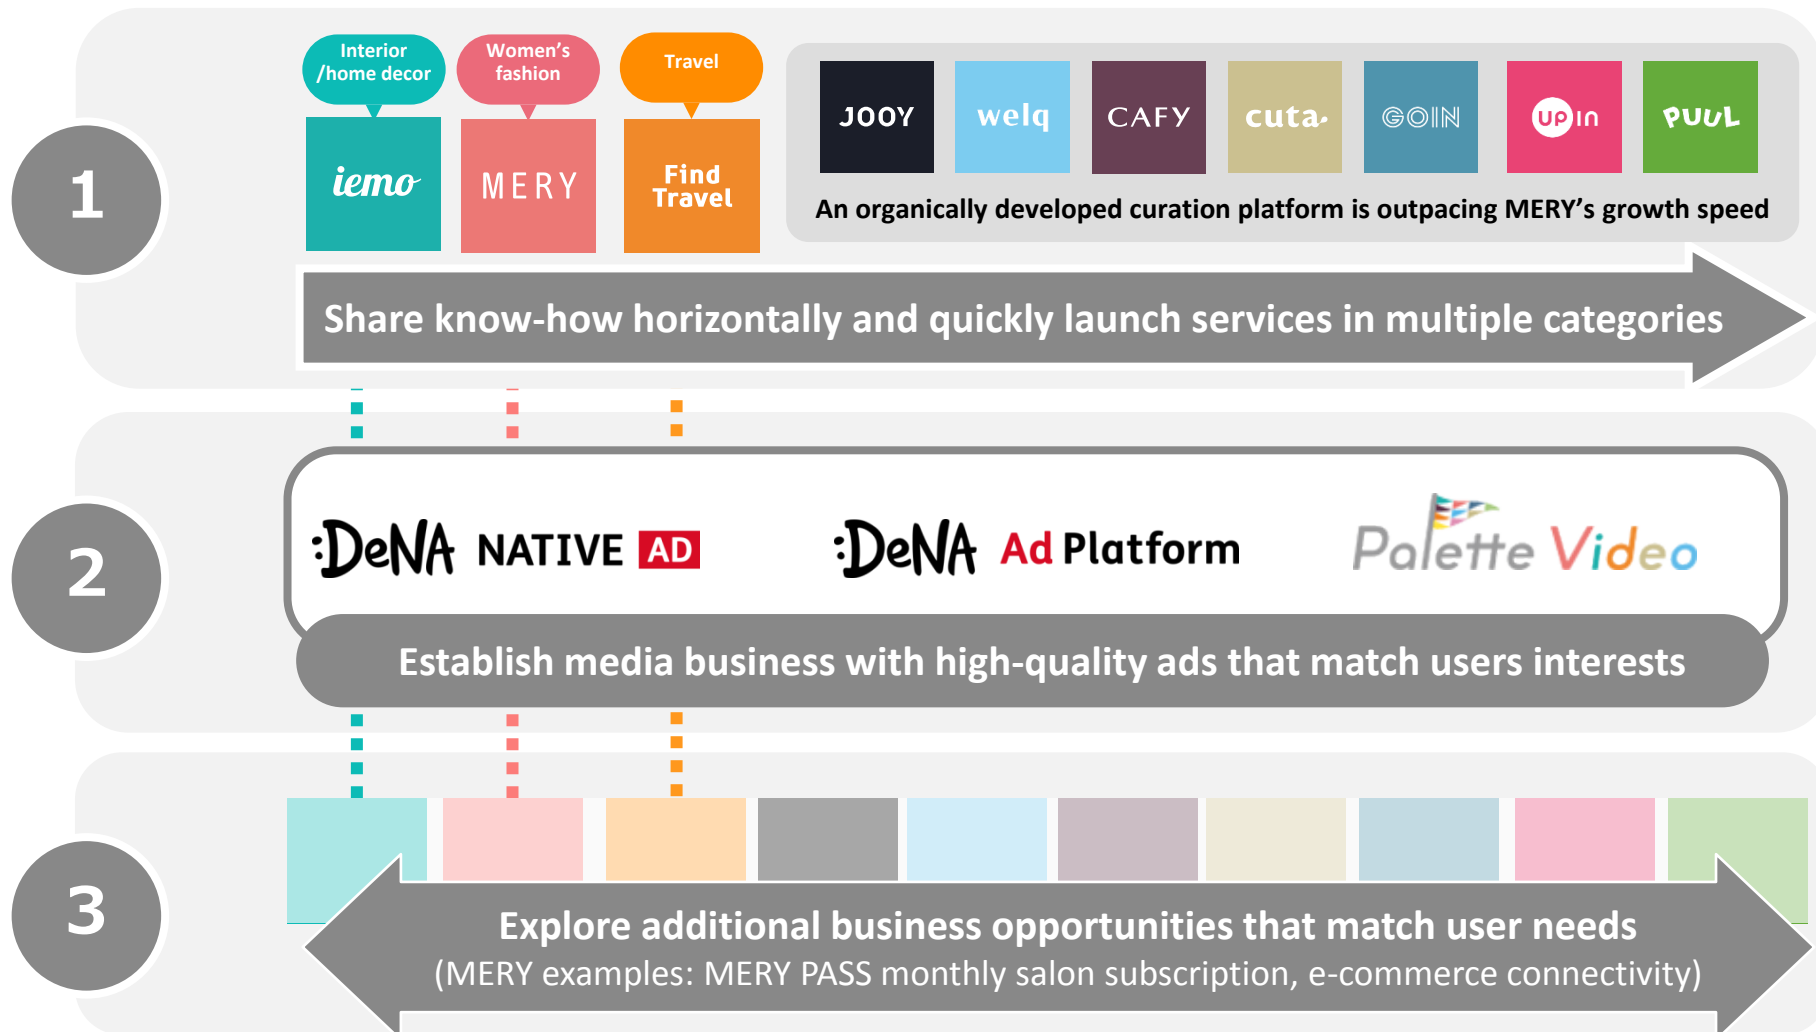 1
Interior
/home decor
Women's
fashion
Travel
iemo
MERY
Find
Travel
JOOY
welq
CAFY
cuta
GOIN
UPIN
PUUL
An organically developed curation platform is outpacing MERY's growth speed
Share know-how horizontally and quickly launch services in multiple categories
2
:DeNA NATIVE AD
:DeNA Ad Platform
Palette Video
Establish media business with high-quality ads that match users interests
3
Explore additional business opportunities that match user needs
(MERY examples: MERY PASS monthly salon subscription, e-commerce connectivity)